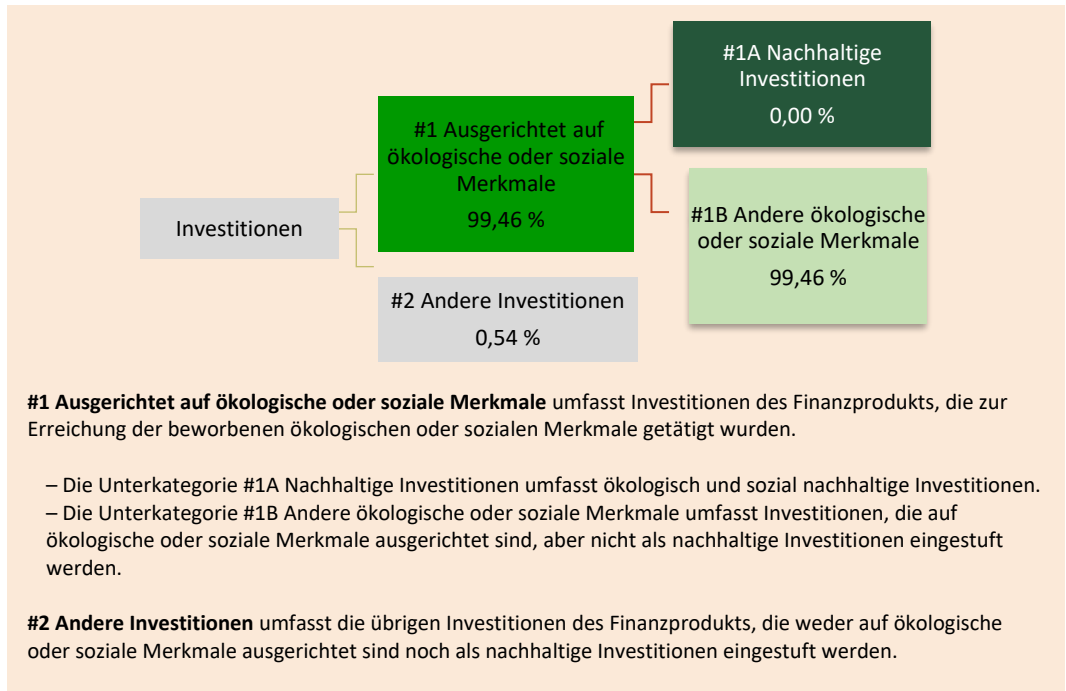 #1A Nachhaltige
Investitionen
0,00 %
#1 Ausgerichtet auf
ökologische oder soziale
Merkmale
99,46 %
Investitionen
#1B Andere ökologische
oder soziale Merkmale
99,46 %
#2 Andere Investitionen
0,54 %
#1 Ausgerichtet auf ökologische oder soziale Merkmale umfasst Investitionen des Finanzprodukts, die zur
Erreichung der beworbenen ökologischen oder sozialen Merkmale getätigt wurden.
– Die Unterkategorie #1A Nachhaltige Investitionen umfasst ökologisch und sozial nachhaltige Investitionen.
– Die Unterkategorie #1B Andere ökologische oder soziale Merkmale umfasst Investitionen, die auf
ökologische oder soziale Merkmale ausgerichtet sind, aber nicht als nachhaltige Investitionen eingestuft
werden.
#2 Andere Investitionen umfasst die übrigen Investitionen des Finanzprodukts, die weder auf ökologische
oder soziale Merkmale ausgerichtet sind noch als nachhaltige Investitionen eingestuft werden.